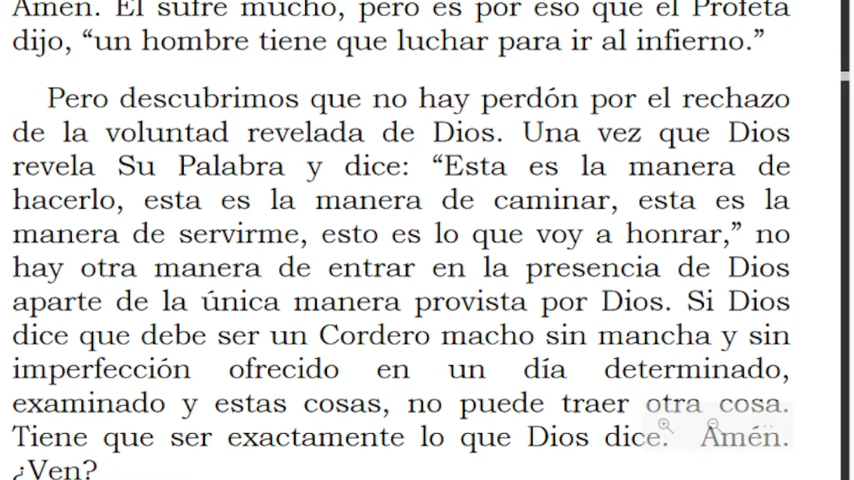 Amén. Él sufre mucho, pero es por eso que el Profeta
dijo, “un hombre tiene que luchar para ir al infierno.”
Pero descubrimos que no hay perdón por el rechazo
de la voluntad revelada de Dios. Una vez que Dios
revela Su Palabra y dice: “Esta es la manera de
hacerlo, esta es la manera de caminar, esta es la
manera de servirme, esto es lo que voy a honrar,” no
hay otra manera de entrar en la presencia de Dios
aparte de la única manera provista por Dios. Si Dios
dice que debe ser un Cordero macho sin mancha y sin
imperfección ofrecido en un día determinado,
examinado y estas cosas, no puede traer otra cosa.
Tiene que ser exactamente lo que Dios dice. Amén.
¿Ven?